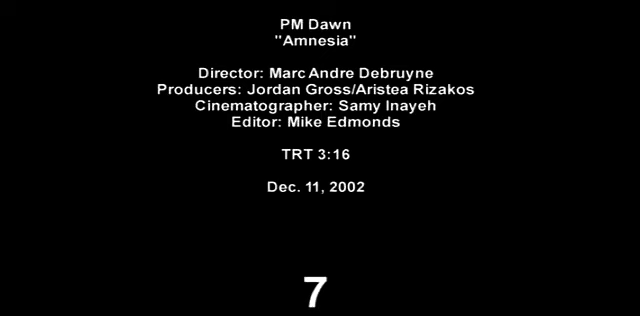 PM Dawn
"Amnesia"
Director: Marc Andre Debruyne
Producers: Jordan Gross/Aristea Rizakos
Cinematographer: Samy Inayeh
Editor: Mike Edmonds
TRT 3:16
Dec. 11, 2002
7